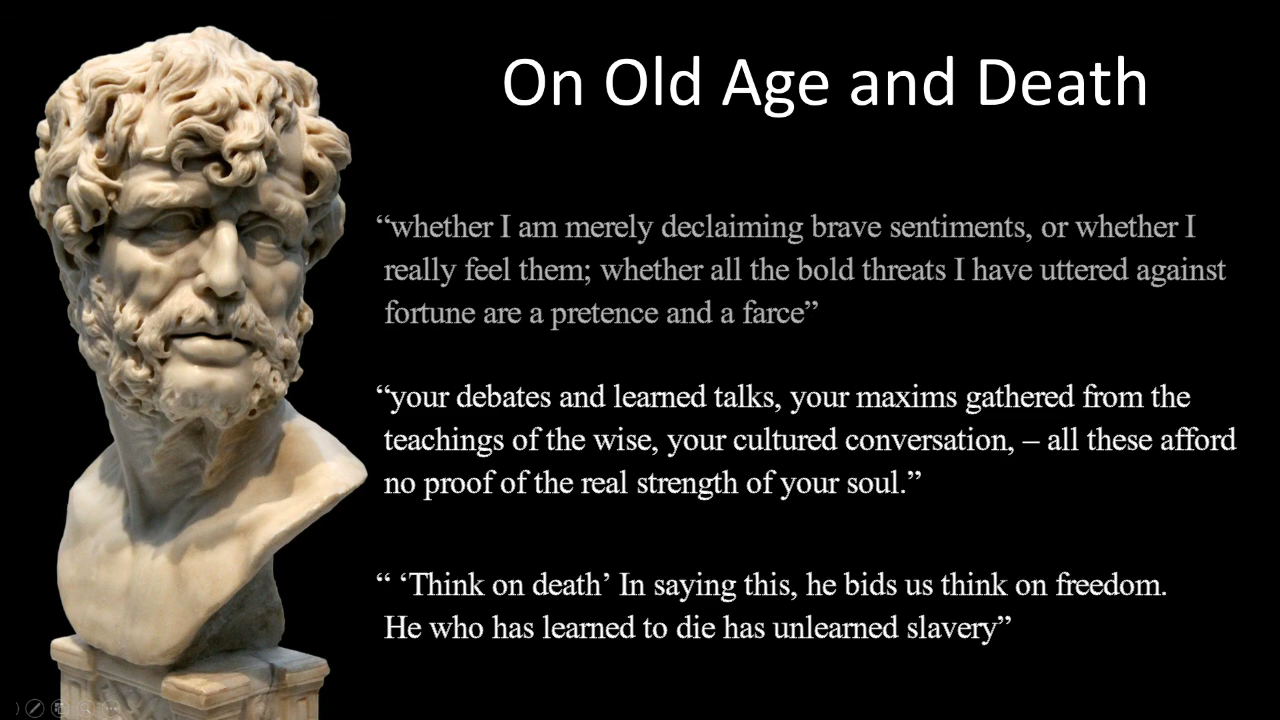 On Old Age and Death
“whether I am merely declaiming brave sentiments, or whether I
really feel them; whether all the bold threats I have uttered against
fortune are a pretence and a farce”
“your debates and learned talks, your maxims gathered from the
teachings of the wise, your cultured conversation, – all these afford
no proof of the real strength of your soul.”
“ ‘Think on death’ In saying this, he bids us think on freedom.
He who has learned to die has unlearned slavery”